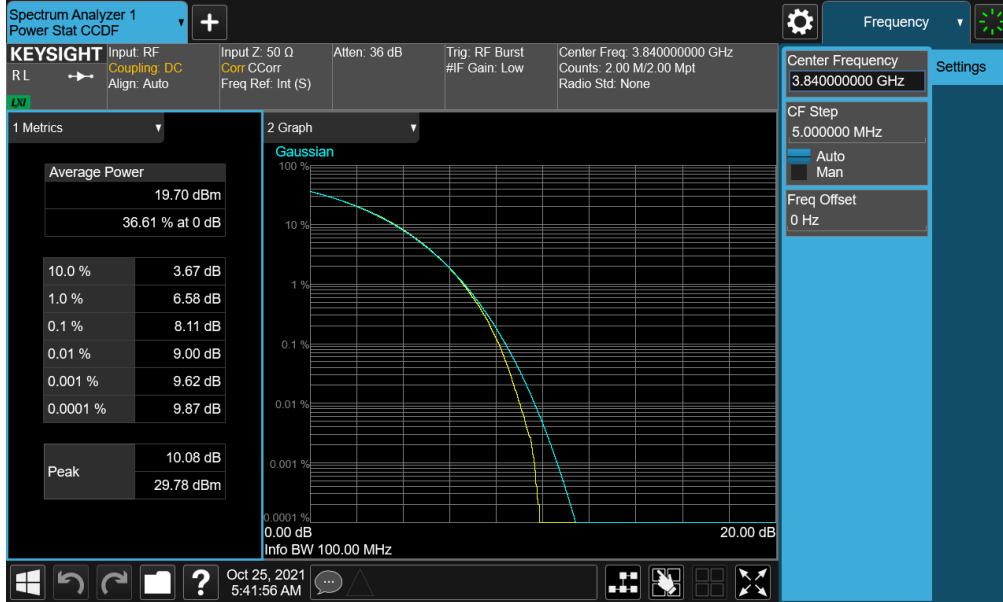 Spectrum Analyzer 1
Power Stat CCDF
+
Frequency
KEYSIGHT
RL
LXI
Input: RF
Coupling: DC
Align: Auto
Input Z: 50 Ω
Corr CCorr
Freq Ref: Int (S)
Atten: 36 dB
Trig: RF Burst
#IF Gain: Low
Center Freq: 3.840000000 GHz
Counts: 2.00 M/2.00 Mpt
Radio Std: None
Center Frequency
3.840000000 GHz
Settings
CF Step
5.000000 MHz
Auto
Man
Freq Offset
0 Hz
1 Metrics
Average Power
19.70 dBm
36.61 % at 0 dB
10.0 % 3.67 dB
1.0 % 6.58 dB
0.1 % 8.11 dB
0.01 % 9.00 dB
0.001 % 9.62 dB
0.0001 % 9.87 dB
Peak
10.08 dB
29.78 dBm
2 Graph
Gaussian
100 %
10 %
1 %
0.1 %
0.01 %
0.001 %
0.0001 %
0.00 dB 20.00 dB
Info BW 100.00 MHz
?
Oct 25, 2021
5:41:56 AM